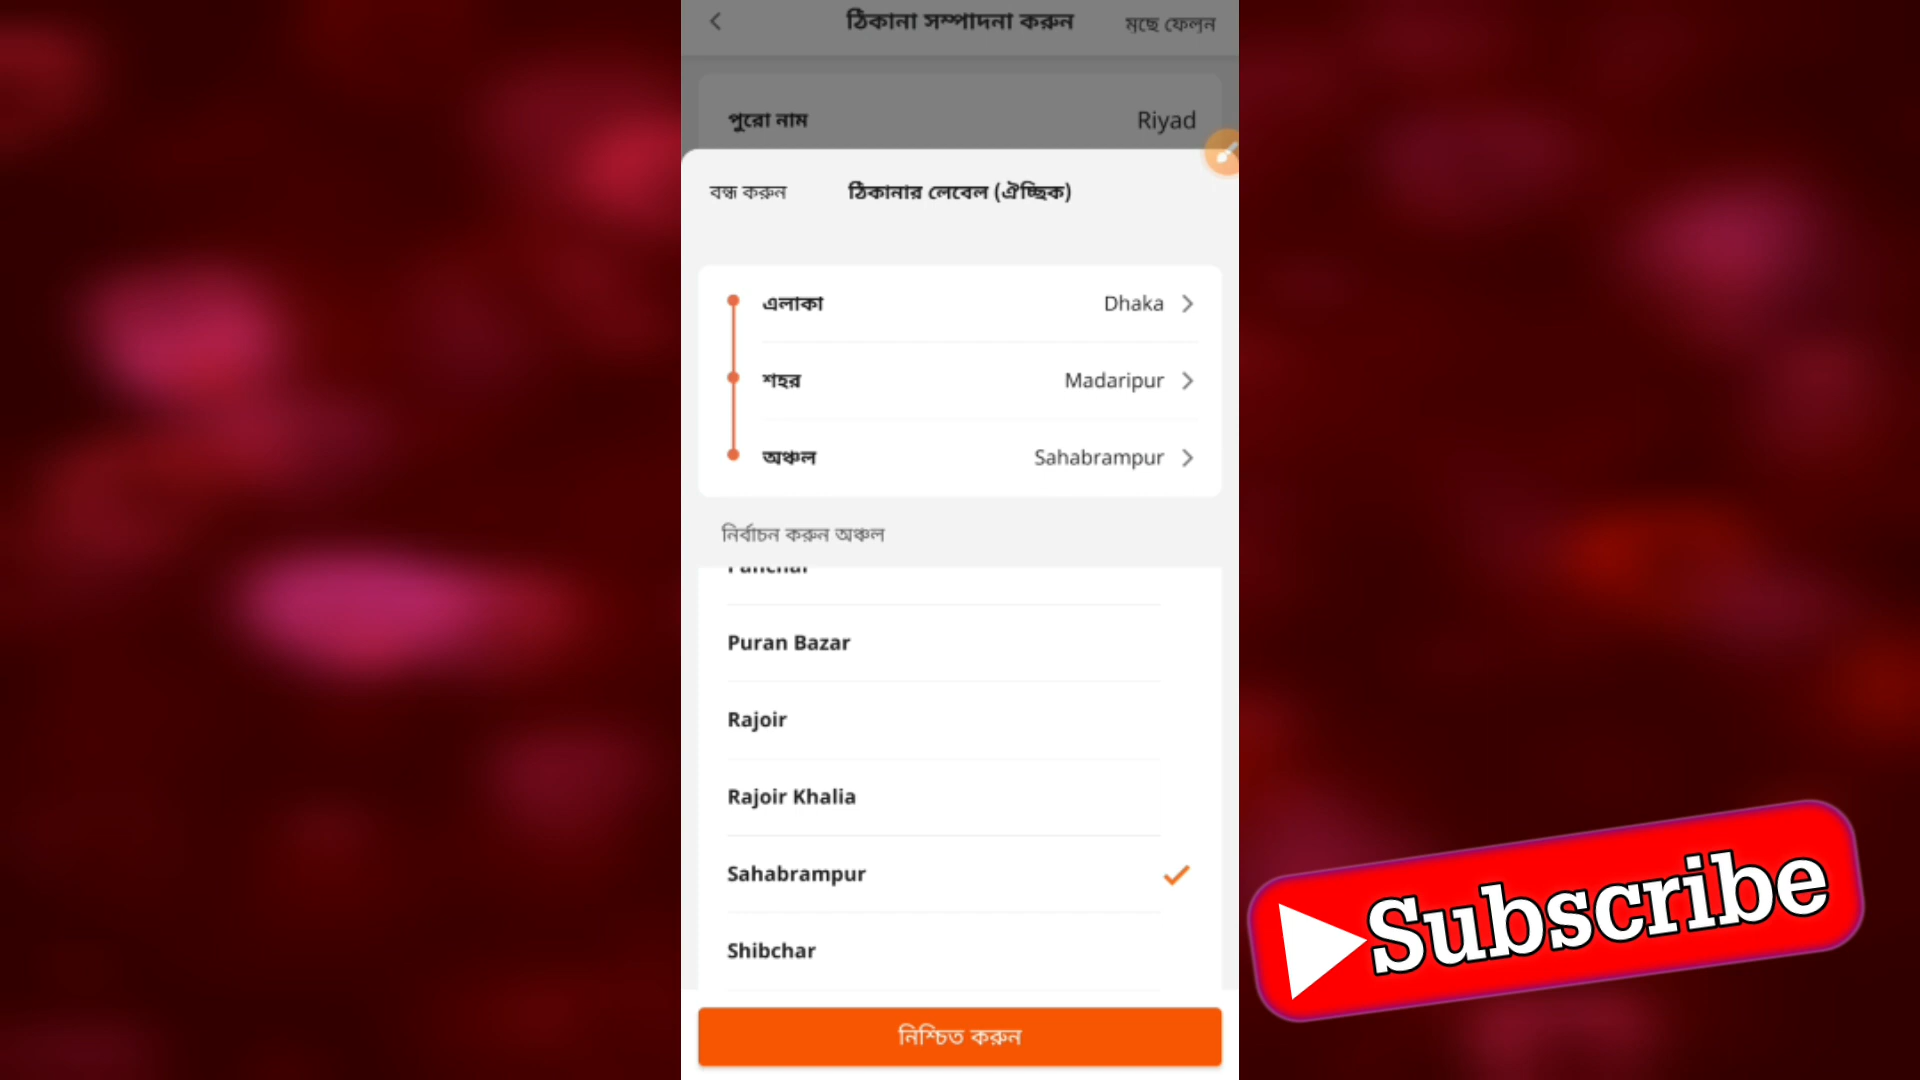 ঠিকানা সম্পাদনা করুন
মুছে ফেলুন
পুরো নাম
Riyad
বন্ধ করুন
ঠিকানার লেবেল (ঐচ্ছিক)
এলাকা
Dhaka
শহর
Madaripur
অঞ্চল
Sahabrampur
নির্বাচন করুন অঞ্চল
Puran Bazar
Rajoir
Rajoir Khalia
Sahabrampur
Shibchar
নিশ্চিত করুন
Subscribe